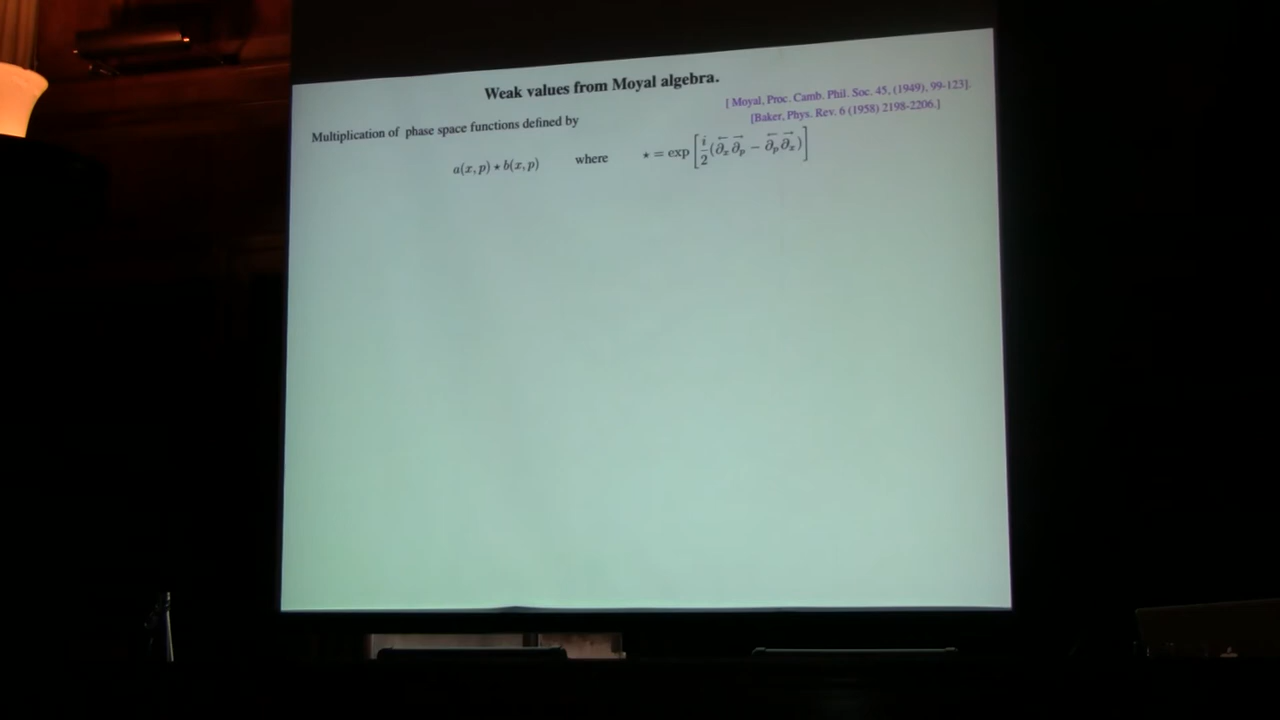 Weak values from Moyal algebra.
[ Moyal, Proc. Camb. Phil. Soc. 45, (1949), 99-123].
[Baker, Phys. Rev. 6 (1958) 2198-2206.]
Multiplication of phase space functions defined by
a(x, p) ⋆ b(x, p) where ⋆ = exp [ i/2 (←∂ₓ →∂ₚ − ←∂ₚ →∂ₓ) ]